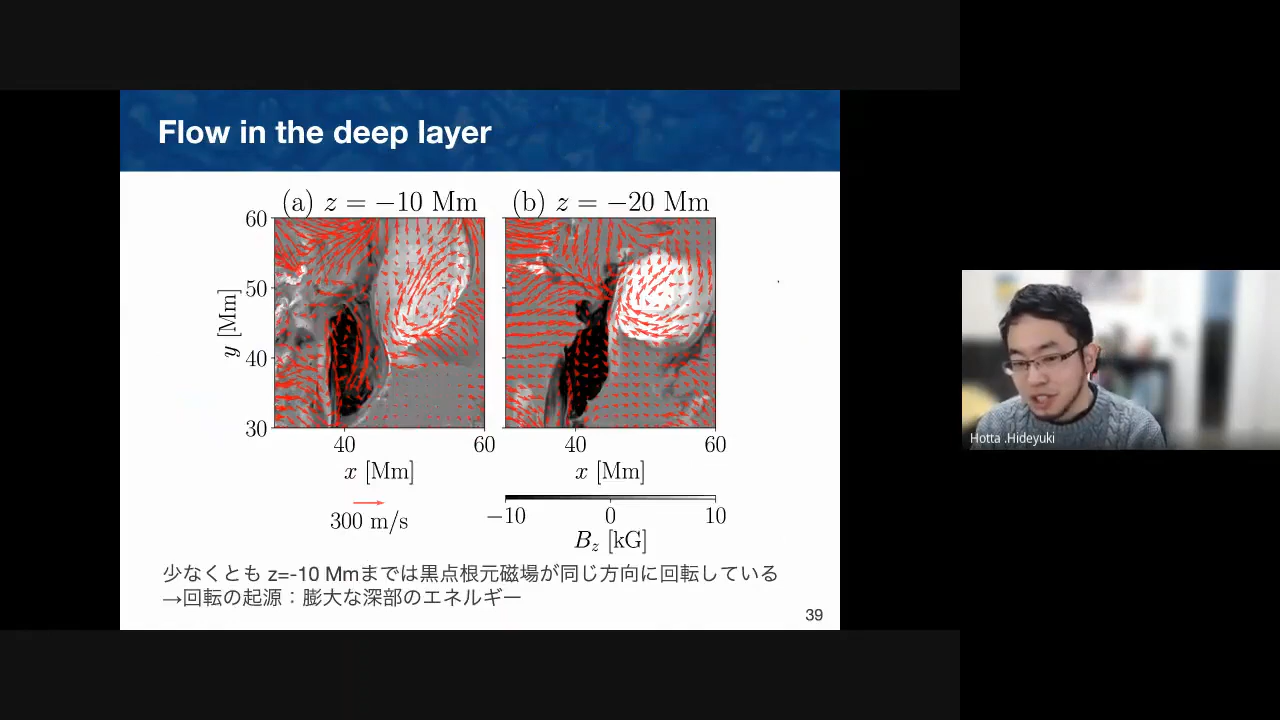 Flow in the deep layer
(a) z = −10 Mm
(b) z = −20 Mm
60
50
40
30
y [Mm]
40
60
40
60
x [Mm]
x [Mm]
300 m/s
−10
0
10
Bz [kG]
少なくとも z=-10 Mmまでは黒点根元磁場が同じ方向に回転している
→回転の起源：膨大な深部のエネルギー
39
Hotta .Hideyuki